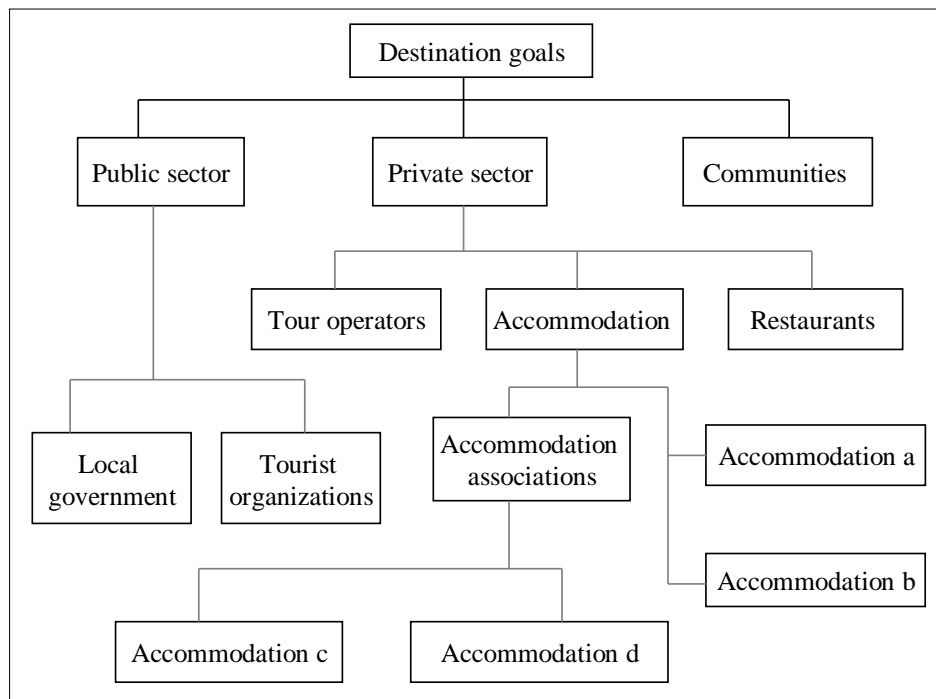 Destination goals
Public sector
Private sector
Communities
Tour operators
Accommodation
Restaurants
Local
government
Tourist
organizations
Accommodation
associations
Accommodation a
Accommodation b
Accommodation c
Accommodation d